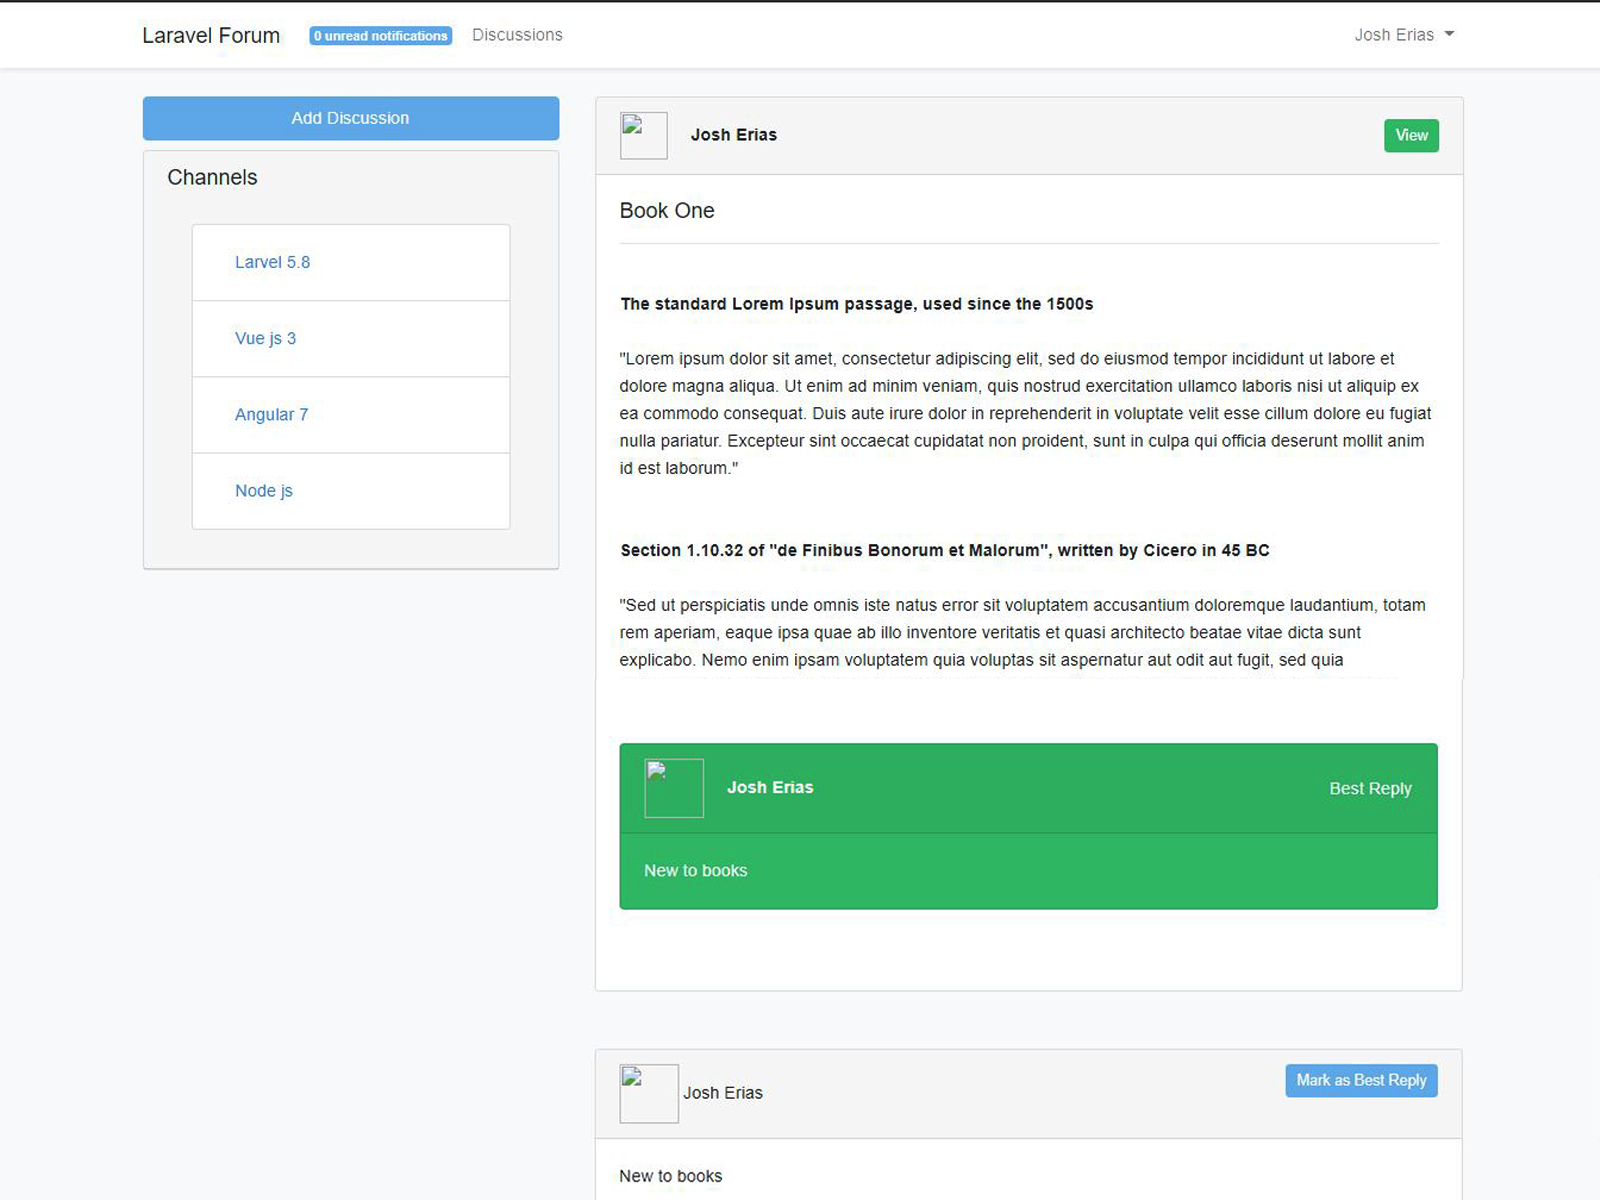 Laravel Forum
0 unread notifications
Discussions
Josh Erias
Add Discussion
Channels
Larvel 5.8
Vue js 3
Angular 7
Node js
Josh Erias
View
Book One
The standard Lorem Ipsum passage, used since the 1500s
"Lorem ipsum dolor sit amet, consectetur adipiscing elit, sed do eiusmod tempor incididunt ut labore et
dolore magna aliqua. Ut enim ad minim veniam, quis nostrud exercitation ullamco laboris nisi ut aliquip ex
ea commodo consequat. Duis aute irure dolor in reprehenderit in voluptate velit esse cillum dolore eu fugiat
nulla pariatur. Excepteur sint occaecat cupidatat non proident, sunt in culpa qui officia deserunt mollit anim
id est laborum."
Section 1.10.32 of "de Finibus Bonorum et Malorum", written by Cicero in 45 BC
"Sed ut perspiciatis unde omnis iste natus error sit voluptatem accusantium doloremque laudantium, totam
rem aperiam, eaque ipsa quae ab illo inventore veritatis et quasi architecto beatae vitae dicta sunt
explicabo. Nemo enim ipsam voluptatem quia voluptas sit aspernatur aut odit aut fugit, sed quia
Josh Erias
Best Reply
New to books
Josh Erias
Mark as Best Reply
New to books